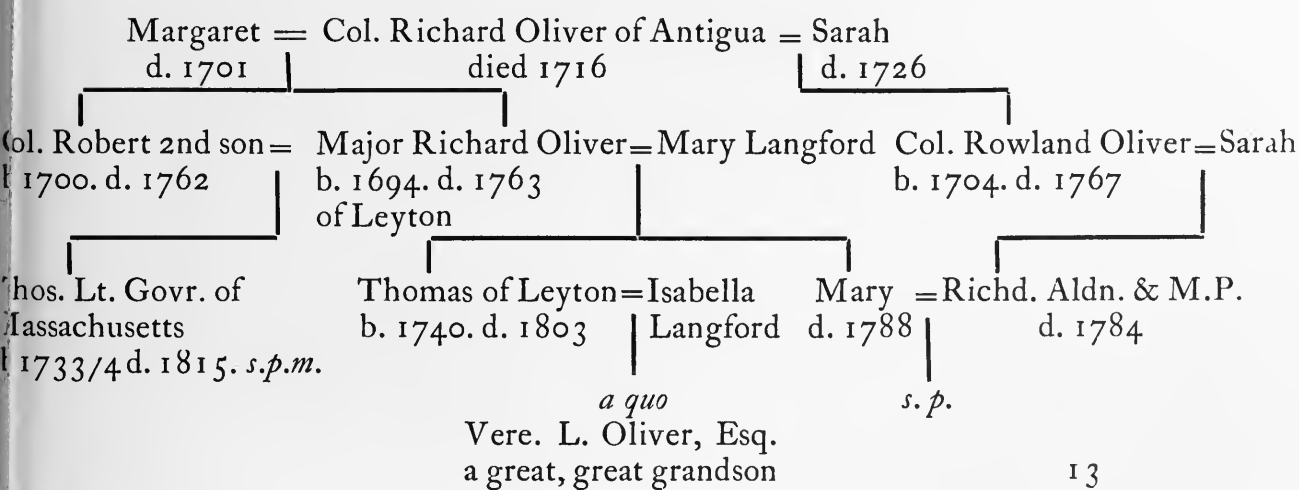 Margaret = Col. Richard Oliver of Antigua = Sarah
d. 1701 died 1716 d. 1726
ol. Robert 2nd son= Major Richard Oliver=Mary Langford Col. Rowland Oliver=Sarah
1700. d. 1762 b. 1694. d. 1763 b. 1704. d. 1767
of Leyton
hos. Lt. Govr. of Thomas of Leyton=Isabella Mary =Richd. Aldn. & M.P.
assachusetts b. 1740. d. 1803 Langford d. 1788 d. 1784
1733/4 d. 1815. s.p.m.
a quo s. p.
Vere. L. Oliver, Esq.
a great, great grandson 13